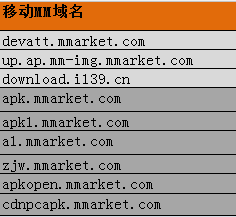 移动MM域名
devatt.mmarket.com
up.ap.mm-img.mmarket.com
download.i139.cn
apk.mmarket.com
apk1.mmarket.com
a1.mmarket.com
zjw.mmarket.com
apkopen.mmarket.com
cdnpcapk.mmarket.com